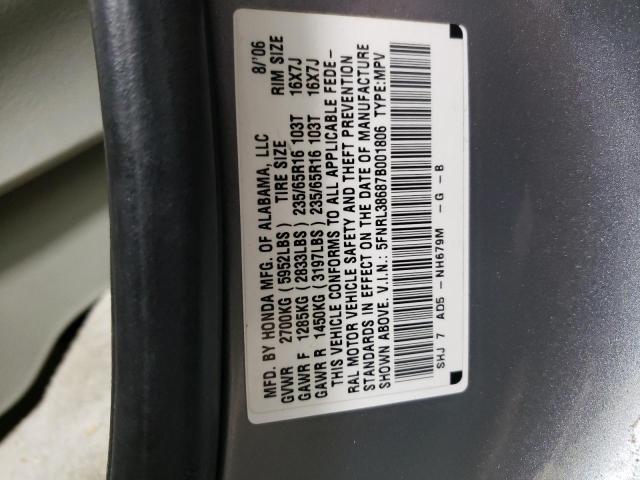 MFD. BY HONDA MFG. OF ALABAMA, LLC 8/'06
GVWR 2700KG(5952LBS) TIRE SIZE RIM SIZE
GAWR F 1285KG(2833LBS) 235/65R16 103T 16X7J
GAWR R 1450KG(3197LBS) 235/65R16 103T 16X7J
THIS VEHICLE CONFORMS TO ALL APPLICABLE FEDE-
RAL MOTOR VEHICLE SAFETY AND THEFT PREVENTION
STANDARDS IN EFFECT ON THE DATE OF MANUFACTURE
SHOWN ABOVE. V.I.N.: 5FNRL38687B001806 TYPE:MPV
SHJ 7 AD5 -NH679M -G -B